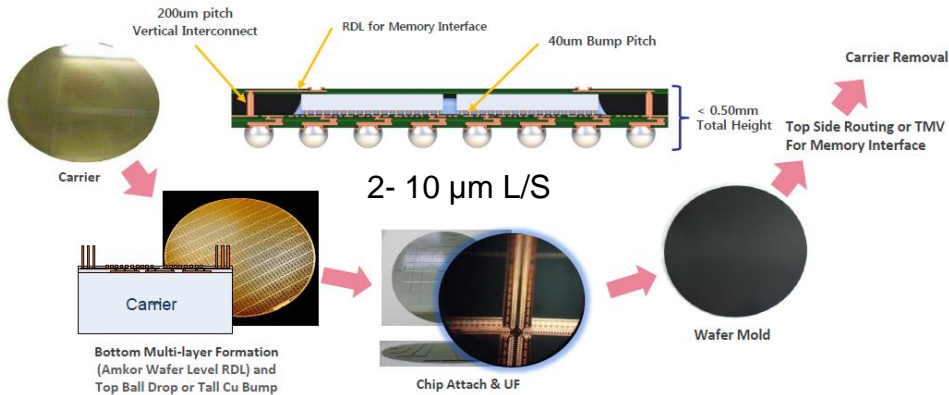 200um pitch
Vertical Interconnect
RDL for Memory Interface
40um Bump Pitch
Carrier Removal
< 0.50mm
Total Height
Top Side Routing or TMV
For Memory Interface
Carrier
2- 10 µm L/S
Carrier
Wafer Mold
Bottom Multi-layer Formation
(Amkor Wafer Level RDL) and
Top Ball Drop or Tall Cu Bump
Chip Attach & UF